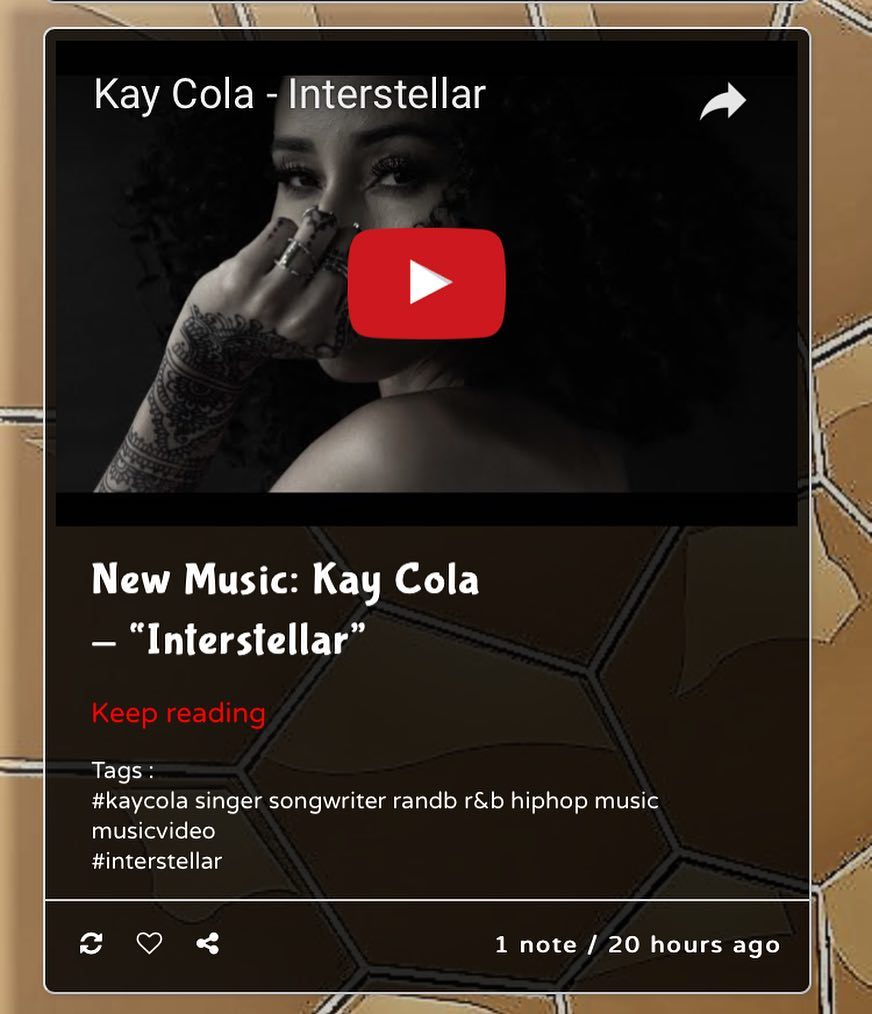 Kay Cola - Interstellar
New Music: Kay Cola
– “Interstellar”
Keep reading
Tags :
#kaycola singer songwriter randb r&b hiphop music
musicvideo
#interstellar
1 note / 20 hours ago